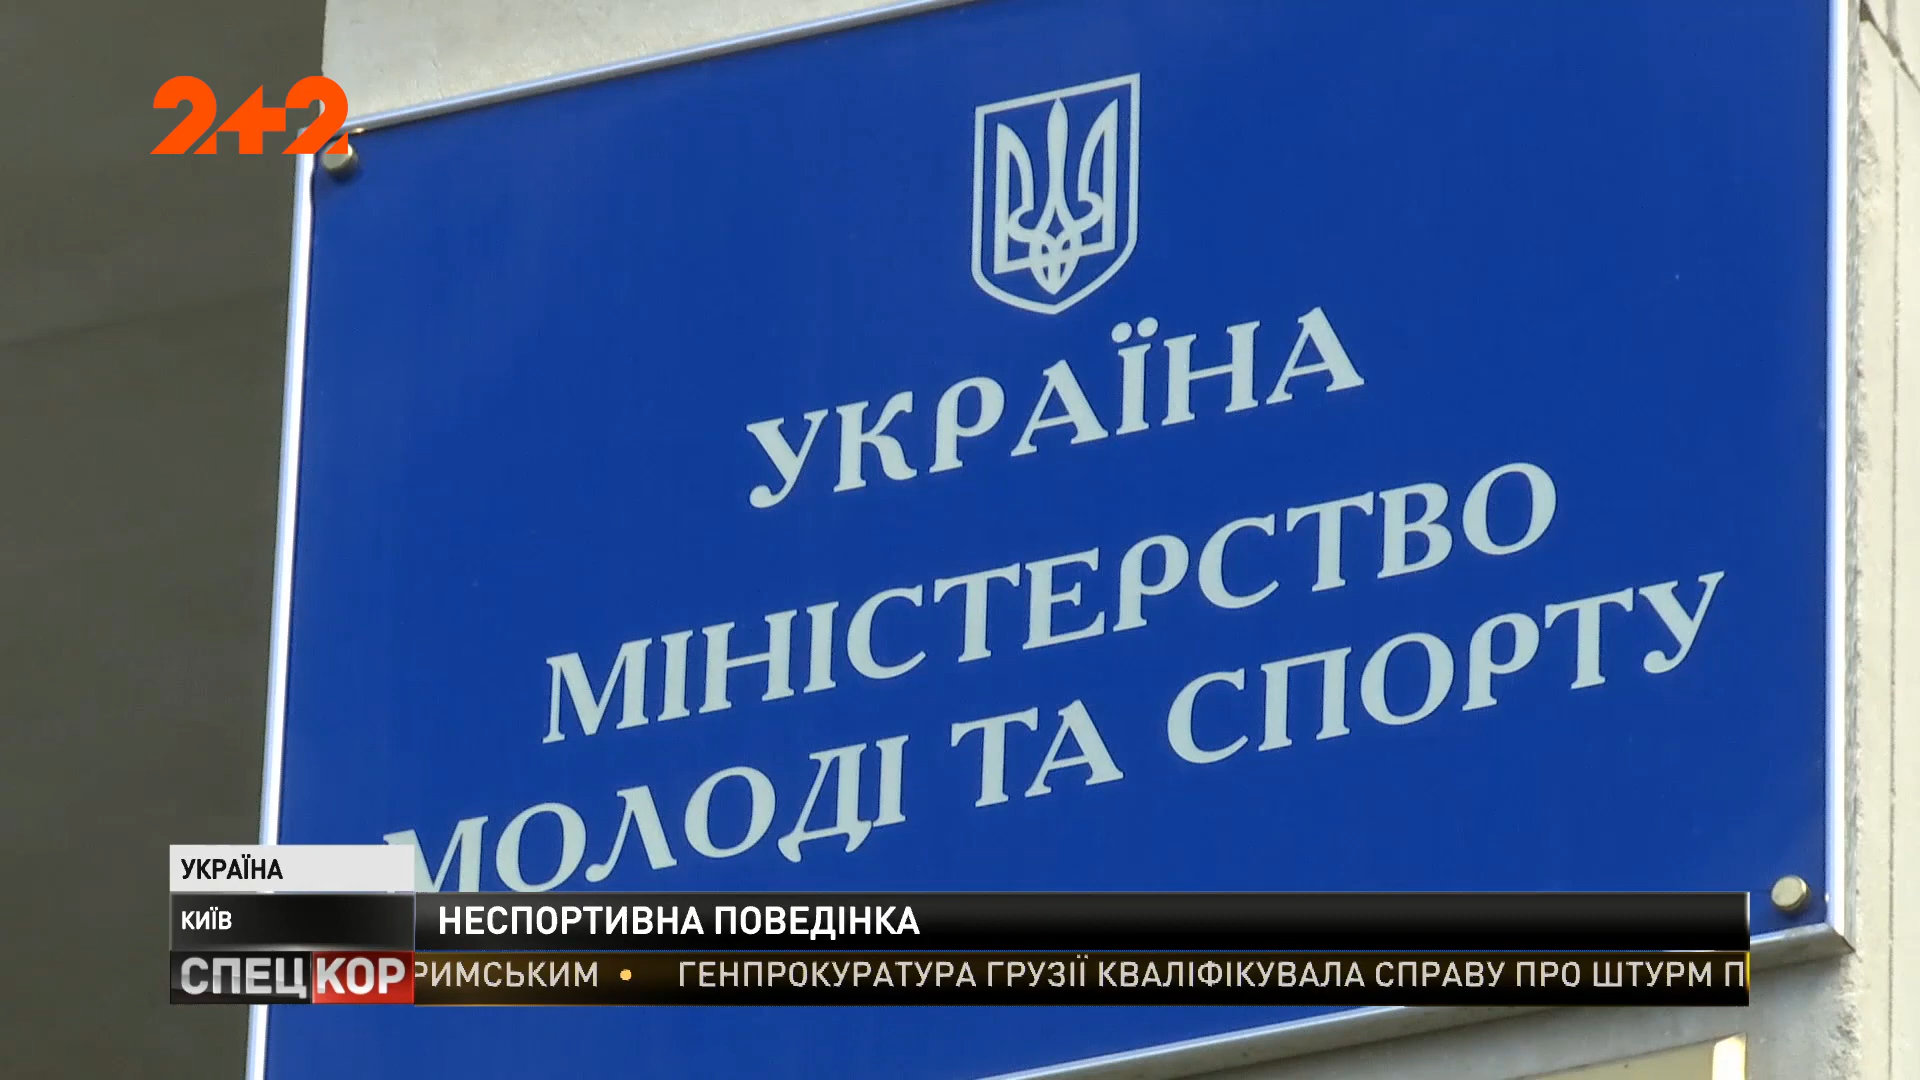 2+2
УКРАЇНА
МІНІСТЕРСТВО
МОЛОДІ ТА СПОРТУ
УКРАЇНА
КИЇВ
НЕСПОРТИВНА ПОВЕДІНКА
СПЕЦКОР
РИМСЬКИМ • ГЕНПРОКУРАТУРА ГРУЗІЇ КВАЛІФІКУВАЛА СПРАВУ ПРО ШТУРМ П